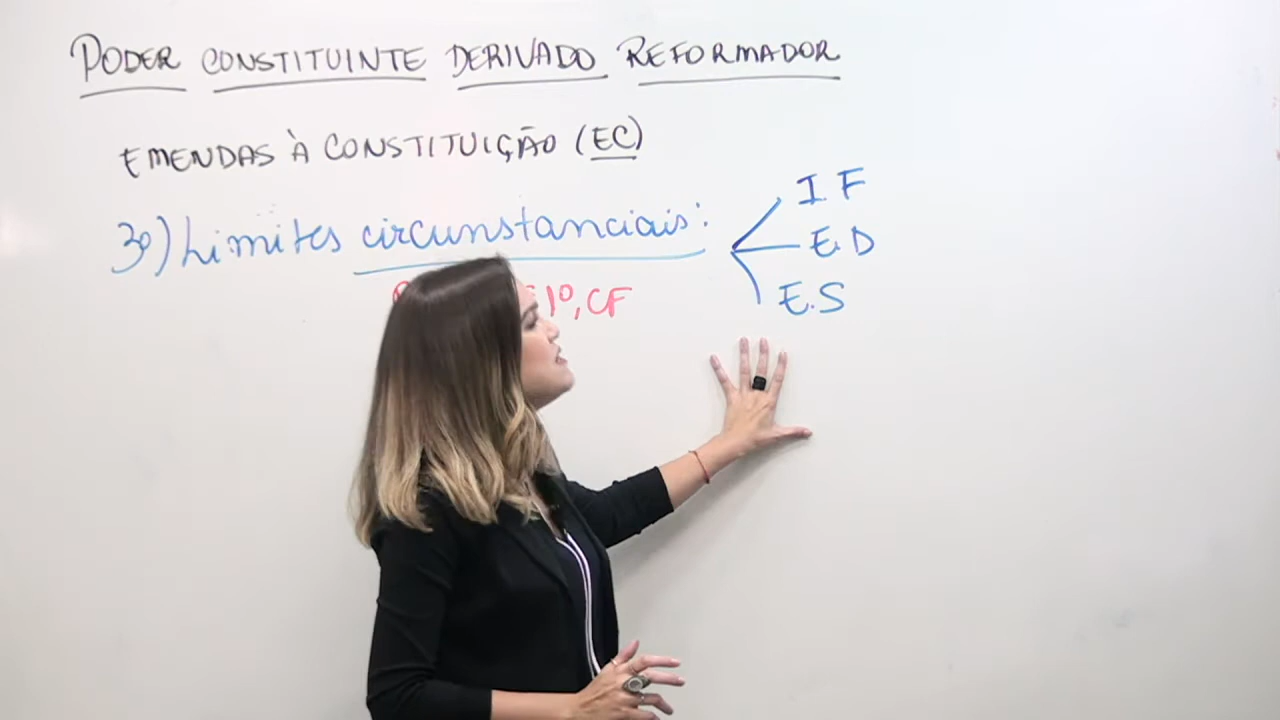 PODER CONSTITUINTE DERIVADO REFORMADOR
EMENDAS À CONSTITUIÇÃO (EC)
3º) Limites circunstanciais:
I F
E. D
E. S
1º, CF